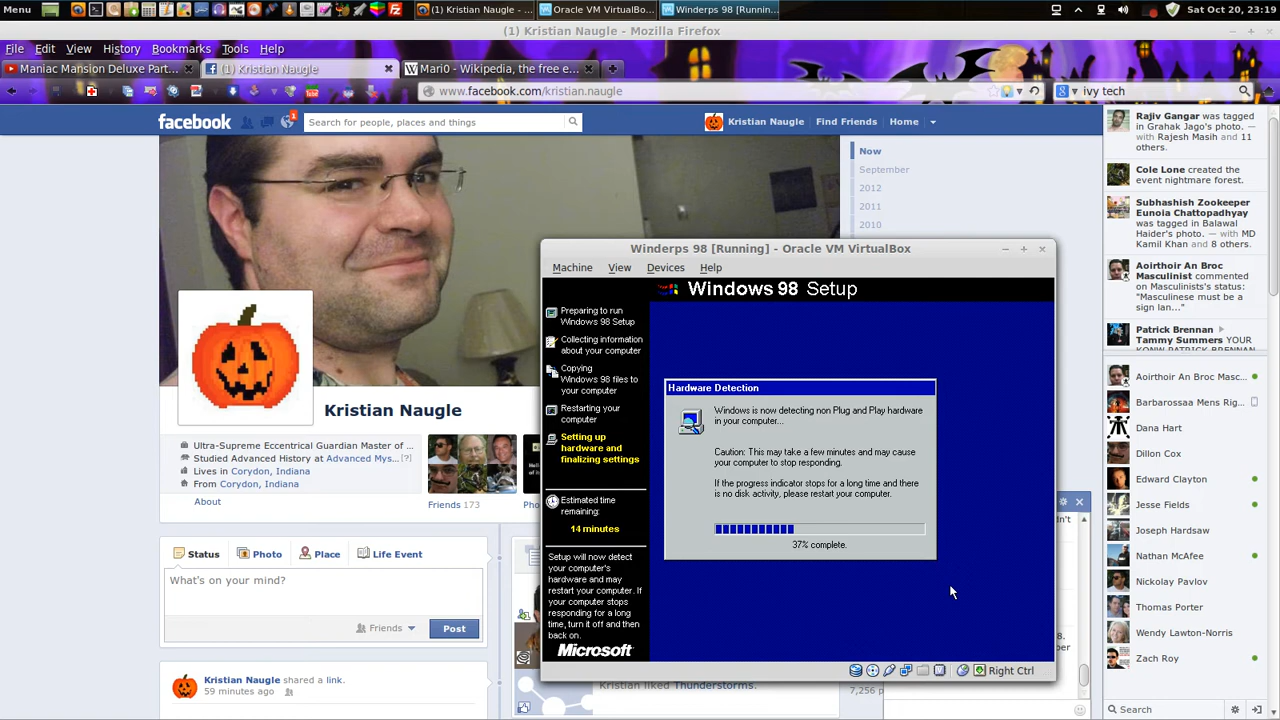 Menu
(1) Kristian Naugle - ...
Oracle VM VirtualBo...
Winderps 98 [Runnin...
Sat Oct 20, 23:19
(1) Kristian Naugle - Mozilla Firefox
File Edit View History Bookmarks Tools Help
Maniac Mansion Deluxe Part...
(1) Kristian Naugle
Mari0 - Wikipedia, the free e...
www.facebook.com/kristian.naugle
ivy tech
facebook
1
Search for people, places and things
Kristian Naugle
Find Friends
Home
Now
September
2012
2011
2010
Kristian Naugle
Ultra-Supreme Eccentrical Guardian Master of ...
Studied Advanced History at Advanced Mys... [?]
Lives in Corydon, Indiana
From Corydon, Indiana
About
Friends 173
Pho
Status
Photo
Place
Life Event
What's on your mind?
Friends
Post
Kristian Naugle shared a link.
59 minutes ago
Kristian liked Thunderstorms.
7,256 p
Winderps 98 [Running] - Oracle VM VirtualBox
Machine View Devices Help
Windows 98 Setup
Preparing to run
Windows 98 Setup
Collecting information
about your computer
Copying
Windows 98 files to
your computer
Restarting your
computer
Setting up
hardware and
finalizing settings
Estimated time
remaining:
14 minutes
Setup will now detect
your computer's
hardware and may
restart your computer. If
your computer stops
responding for a long
time, turn it off and then
back on.
Microsoft
Hardware Detection
Windows is now detecting non Plug and Play hardware
in your computer...
Caution: This may take a few minutes and may cause
your computer to stop responding.
If the progress indicator stops for a long time and there
is no disk activity, please restart your computer.
37% complete.
Right Ctrl
Rajiv Gangar was tagged
in Grahak Jago's photo. —
with Rajesh Masih and 11
others.
Cole Lone created the
event nightmare forest.
Subhashish Zookeeper
Eunoia Chattopadhyay
was tagged in Balawal
Haider's photo. — with MD
Kamil Khan and 8 others.
Aoirthoir An Broc
Masculinist commented
on Masculinists's status:
"Masculinese must be a
sign lan..."
Patrick Brennan
Tammy Summers YOUR
Aoirthoir An Broc Masc...
Barbarossaa Mens Rig...
Dana Hart
Dillon Cox
Edward Clayton
Jesse Fields
Joseph Hardsaw
Nathan McAfee
Nickolay Pavlov
Thomas Porter
Wendy Lawton-Norris
Zach Roy
Search